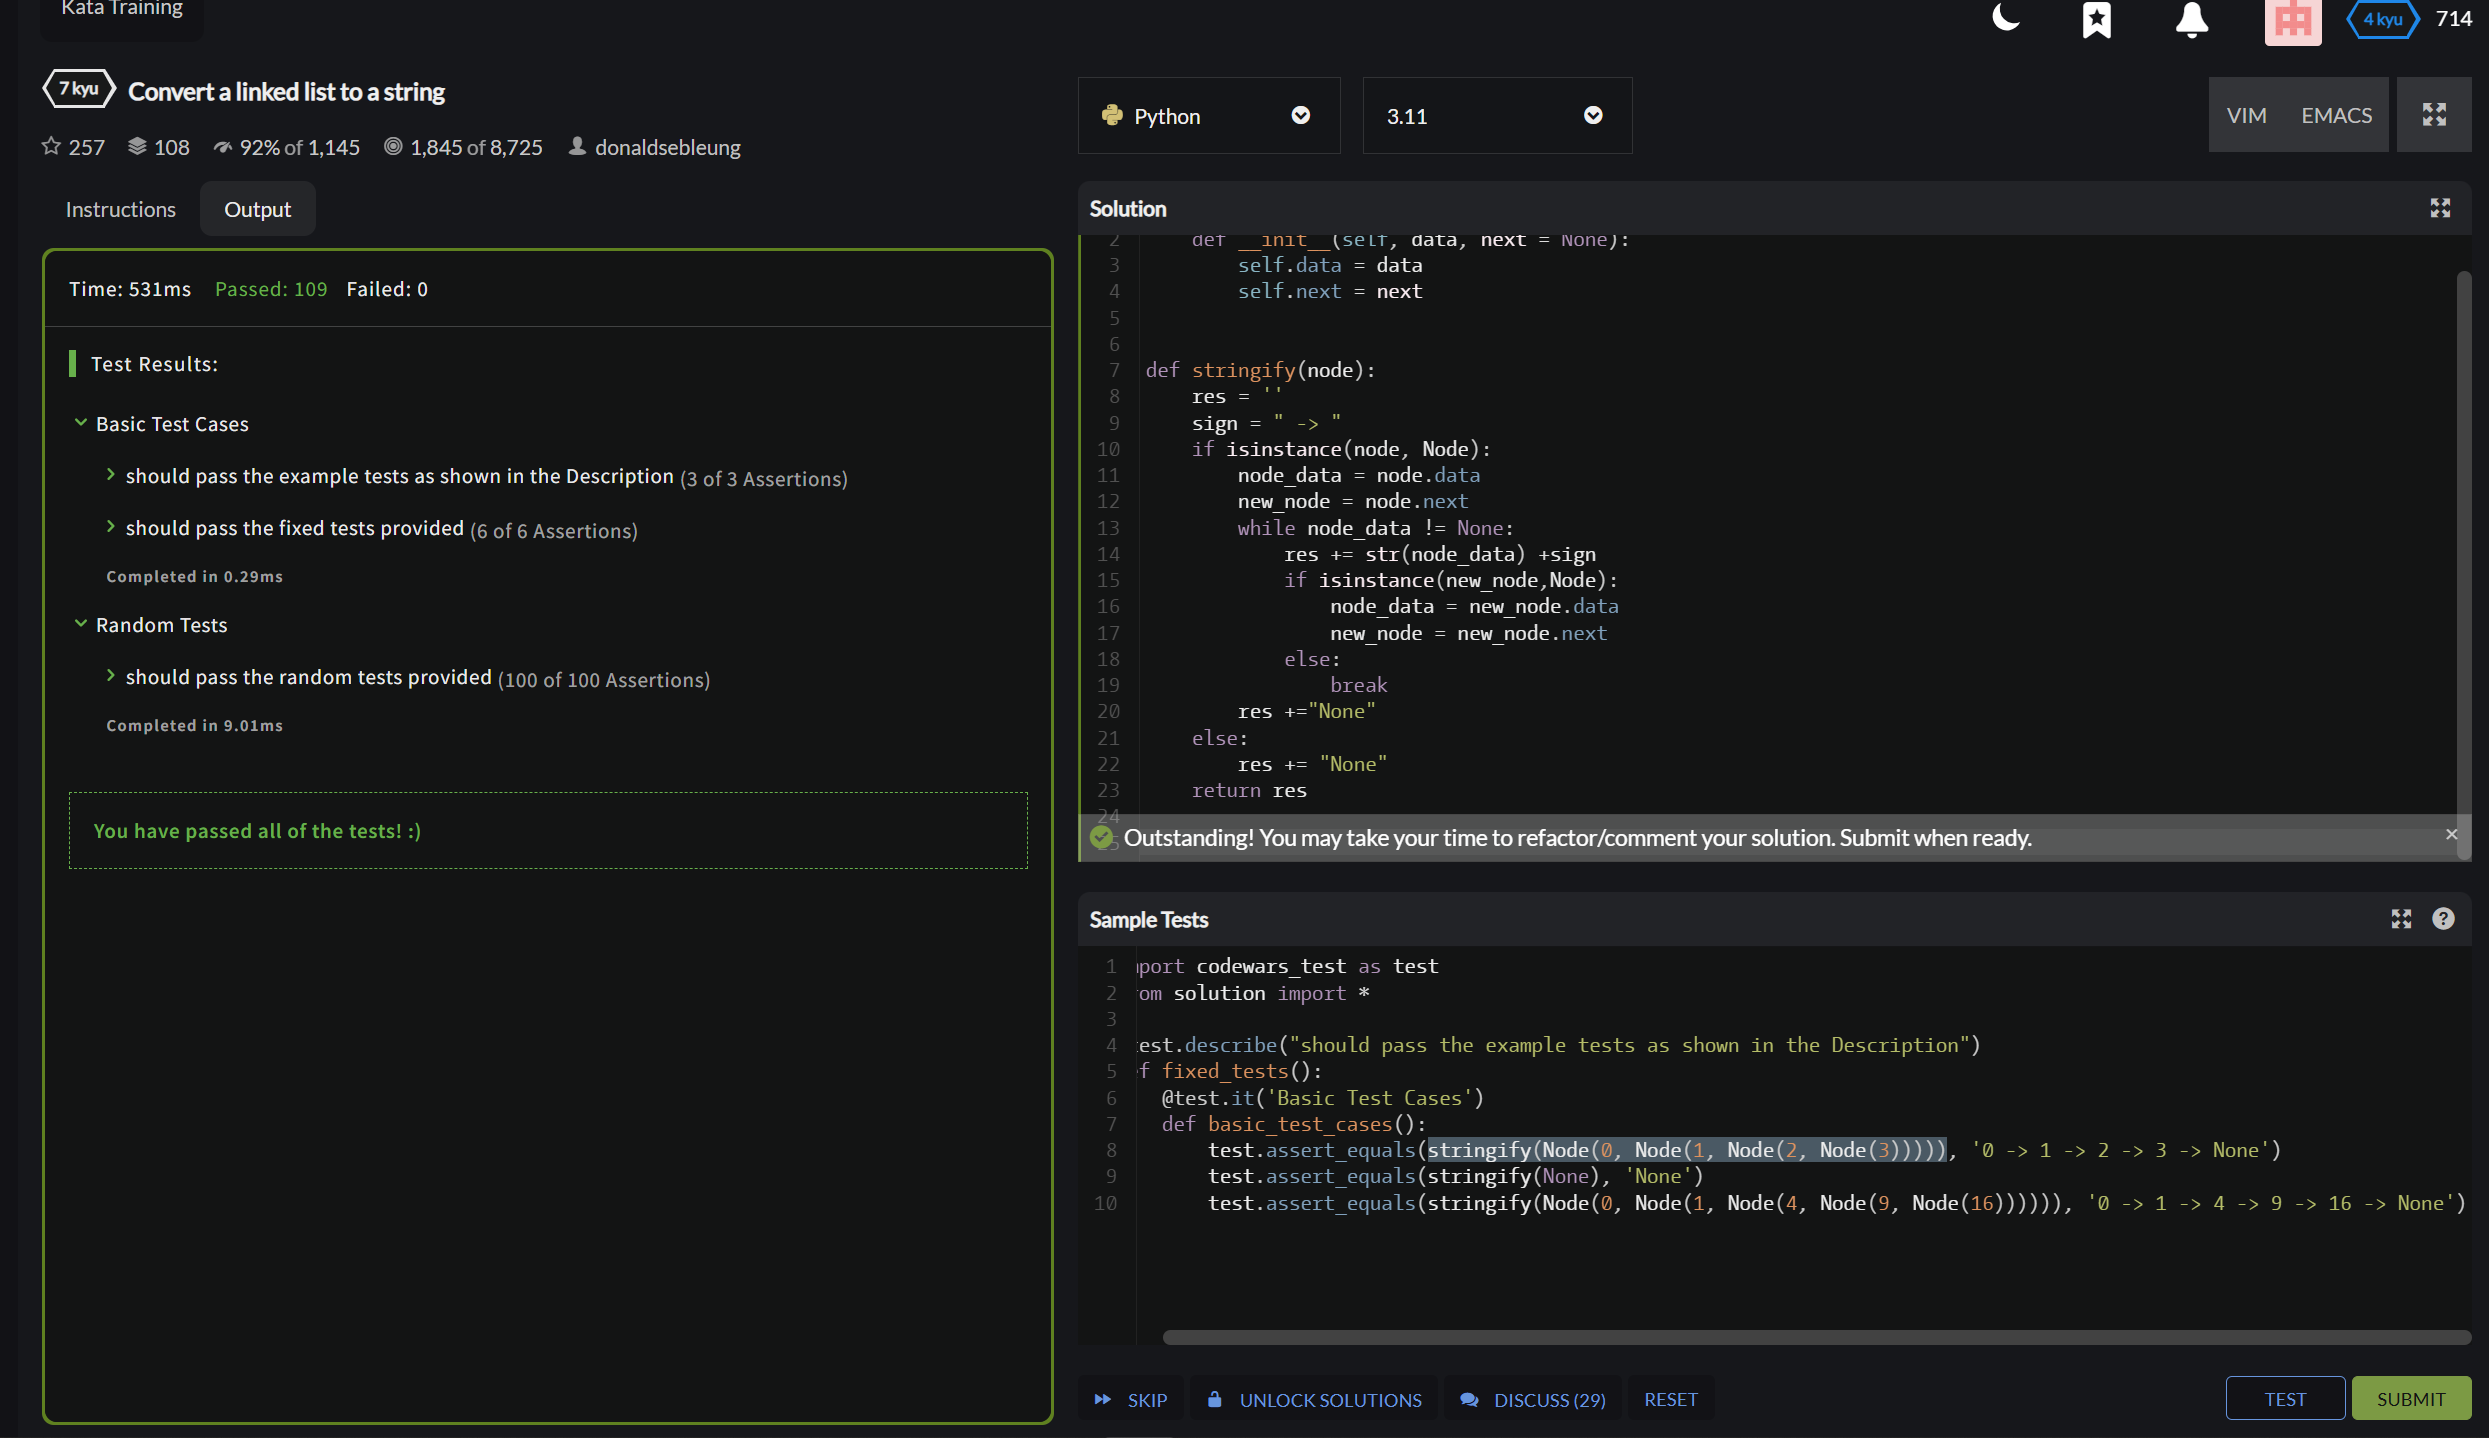 Kata Training
4 kyu 714
7 kyu Convert a linked list to a string
257 108 92% of 1,145 1,845 of 8,725 donaldsebleung
Instructions Output
Time: 531ms Passed: 109 Failed: 0
Test Results:
Basic Test Cases
should pass the example tests as shown in the Description (3 of 3 Assertions)
should pass the fixed tests provided (6 of 6 Assertions)
Completed in 0.29ms
Random Tests
should pass the random tests provided (100 of 100 Assertions)
Completed in 9.01ms
You have passed all of the tests! :)
Python 3.11 VIM EMACS
Solution
2 def __init__(self, data, next = None):
3 self.data = data
4 self.next = next
5
6
7 def stringify(node):
8 res = ''
9 sign = " -> "
10 if isinstance(node, Node):
11 node_data = node.data
12 new_node = node.next
13 while node_data != None:
14 res += str(node_data) +sign
15 if isinstance(new_node,Node):
16 node_data = new_node.data
17 new_node = new_node.next
18 else:
19 break
20 res +="None"
21 else:
22 res += "None"
23 return res
24
Outstanding! You may take your time to refactor/comment your solution. Submit when ready.
Sample Tests
1 mport codewars_test as test
2 om solution import *
3
4 est.describe("should pass the example tests as shown in the Description")
5 f fixed_tests():
6 @test.it('Basic Test Cases')
7 def basic_test_cases():
8 test.assert_equals(stringify(Node(0, Node(1, Node(2, Node(3))))), '0 -> 1 -> 2 -> 3 -> None')
9 test.assert_equals(stringify(None), 'None')
10 test.assert_equals(stringify(Node(0, Node(1, Node(4, Node(9, Node(16)))))), '0 -> 1 -> 4 -> 9 -> 16 -> None')
SKIP UNLOCK SOLUTIONS DISCUSS (29) RESET TEST SUBMIT